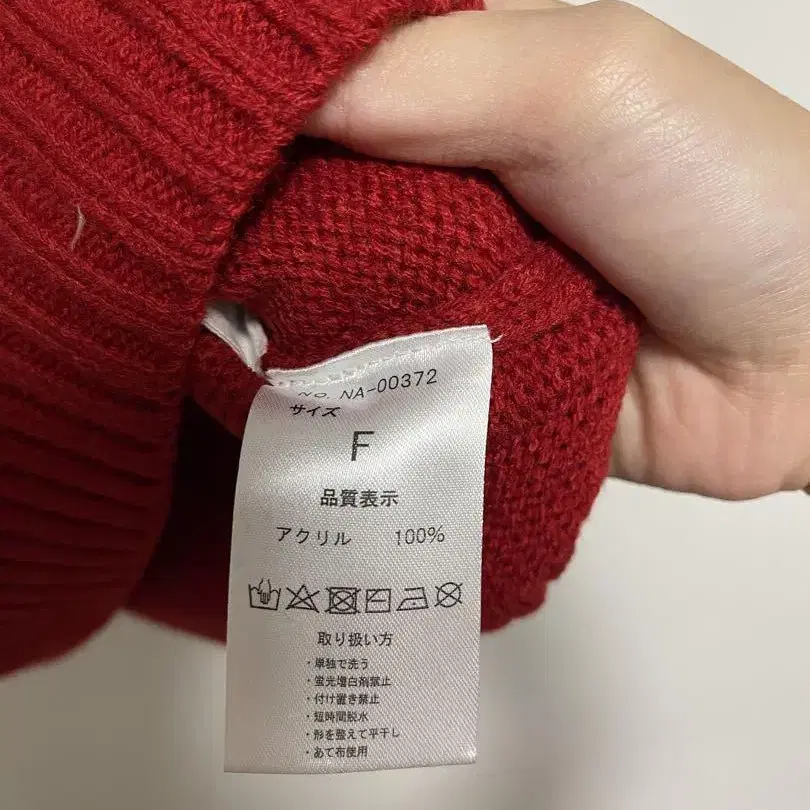 No. NA-00372
サイズ
F
品質表示
アクリル 100%
取り扱い方
・単独で洗う
・蛍光増白剤禁止
・付け置き禁止
・短時間脱水
・形を整えて平干し
・あて布使用